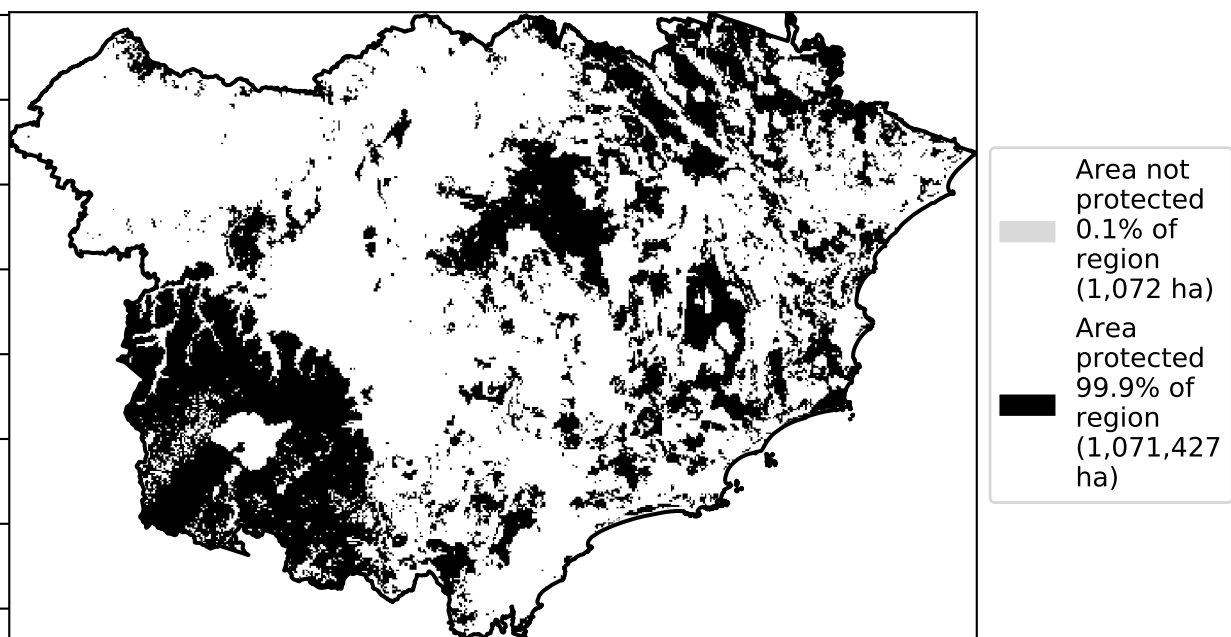 Area not
protected
0.1% of
region
(1,072 ha)
Area
protected
99.9% of
region
(1,071,427
ha)